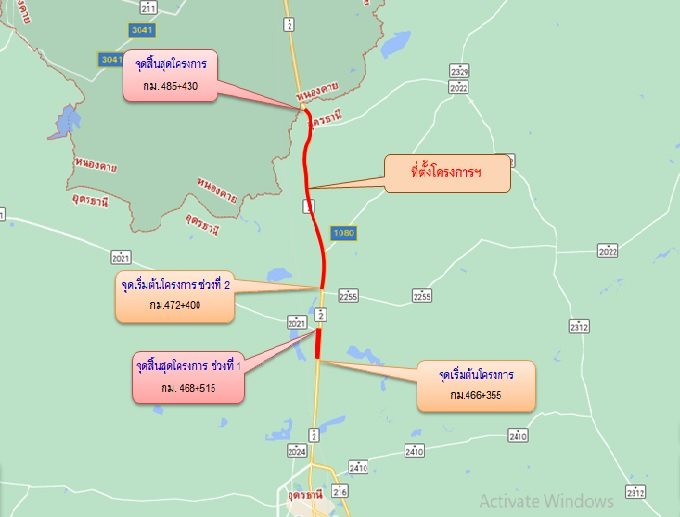 211
3041
2
จุดสิ้นสุดโครงการ
กม. 485+430
3041
2329
2022
หนองคาย
อุดรธานี
หนองคาย
อุดรธานี
หนองคาย
อุดรธานี
ที่ตั้งโครงการฯ
1080
2022
2021
จุดเริ่มต้นโครงการ ช่วงที่ 2
กม.472+400
2255
2255
2
2021
2312
จุดสิ้นสุดโครงการ ช่วงที่ 1
กม. 468+515
จุดเริ่มต้นโครงการ
กม.466+355
2
2410
2024
2410
2410
อุดรธานี
216
2312
Activate Windows